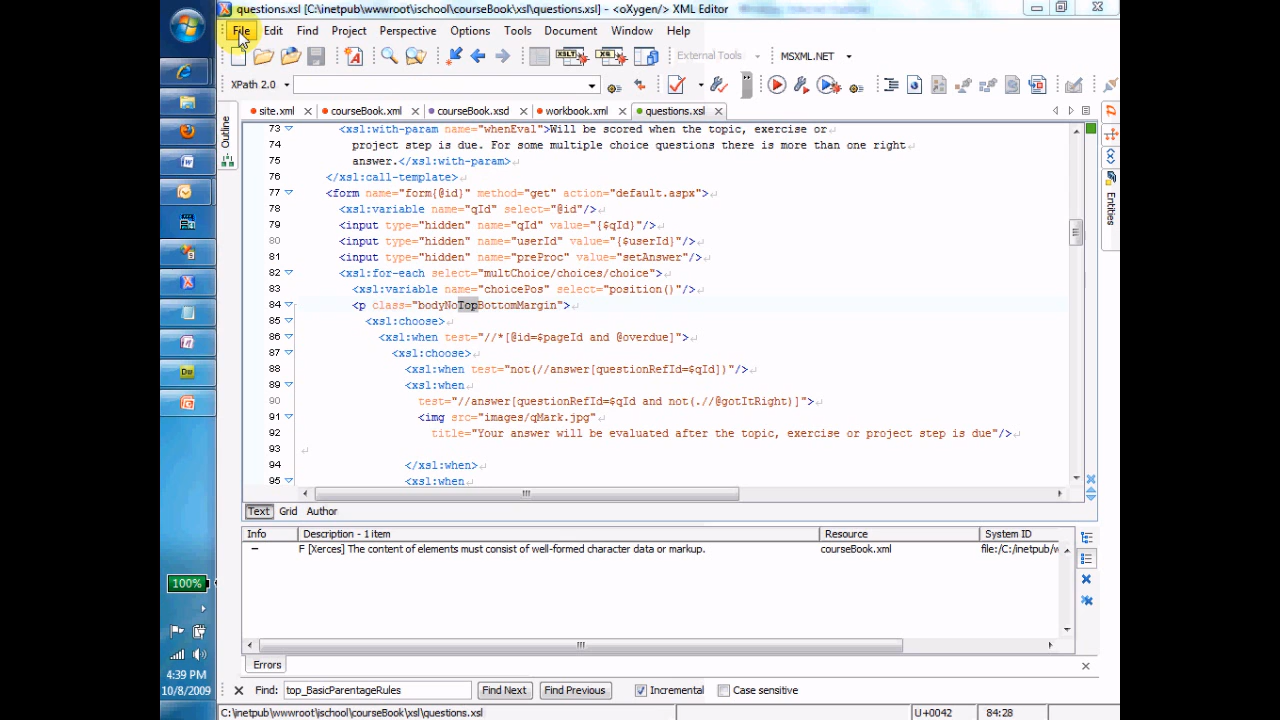 questions.xsl [C:\inetpub\wwwroot\ischool\courseBook\xsl\questions.xsl] - <oXygen/> XML Editor
File Edit Find Project Perspective Options Tools Document Window Help
External Tools MSXML.NET
XPath 2.0
site.xml courseBook.xml courseBook.xsd workbook.xml questions.xsl
Outline
Entities
73 <xsl:with-param name="whenEval">Will be scored when the topic, exercise or
74 project step is due. For some multiple choice questions there is more than one right
75 answer.</xsl:with-param>
76 </xsl:call-template>
77 <form name="form{@id}" method="get" action="default.aspx">
78 <xsl:variable name="qId" select="@id"/>
79 <input type="hidden" name="qId" value="{$qId}"/>
80 <input type="hidden" name="userId" value="{$userId}"/>
81 <input type="hidden" name="preProc" value="setAnswer"/>
82 <xsl:for-each select="multChoice/choices/choice">
83 <xsl:variable name="choicePos" select="position()"/>
84 <p class="bodyNoTopBottomMargin">
85 <xsl:choose>
86 <xsl:when test="//*[@id=$pageId and @overdue]">
87 <xsl:choose>
88 <xsl:when test="not(//answer[questionRefId=$qId])"/>
89 <xsl:when
90 test="//answer[questionRefId=$qId and not(.//@gotItRight)]">
91 <img src="images/qMark.jpg"
92 title="Your answer will be evaluated after the topic, exercise or project step is due"/>
93
94 </xsl:when>
95 <xsl:when
Text Grid Author
Info Description - 1 item Resource System ID
F [Xerces] The content of elements must consist of well-formed character data or markup. courseBook.xml file:/C:/inetpub/w
Errors
Find: top_BasicParentageRules Find Next Find Previous Incremental Case sensitive
C:\inetpub\wwwroot\ischool\courseBook\xsl\questions.xsl U+0042 84:28
100%
4:39 PM
10/8/2009